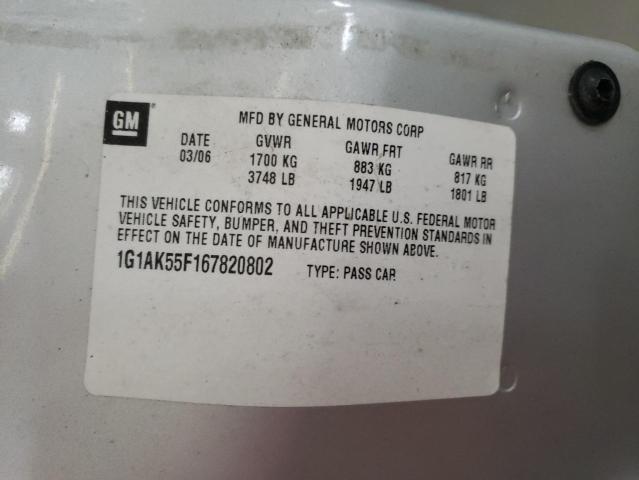 GM
MFD BY GENERAL MOTORS CORP
DATE GVWR GAWR FRT GAWR RR
03/06 1700 KG 883 KG 817 KG
3748 LB 1947 LB 1801 LB
THIS VEHICLE CONFORMS TO ALL APPLICABLE U.S. FEDERAL MOTOR
VEHICLE SAFETY, BUMPER, AND THEFT PREVENTION STANDARDS IN
EFFECT ON THE DATE OF MANUFACTURE SHOWN ABOVE.
1G1AK55F167820802 TYPE: PASS CAR